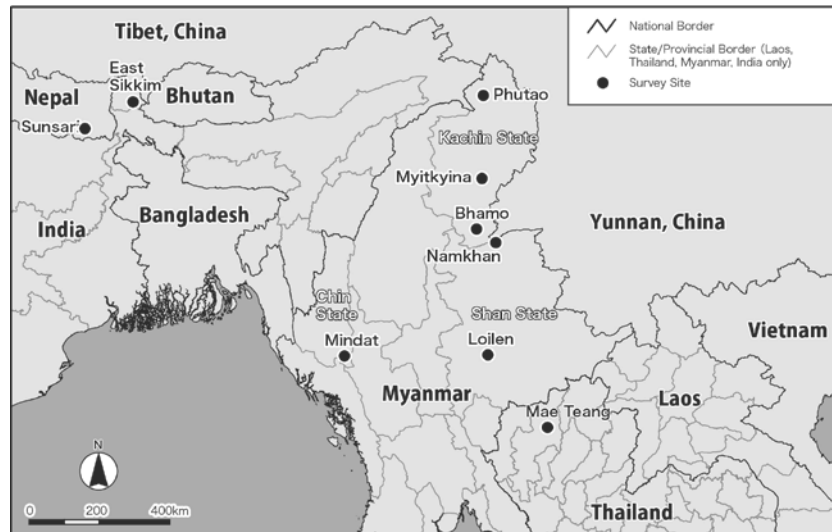 Tibet, China
National Border
State/Provincial Border (Laos,
Thailand, Myanmar, India only)
Survey Site
East
Sikkim
Nepal
Bhutan
Phutao
Sunsari
Kachin State
Myitkyina
Bangladesh
Bhamo
India
Yunnan, China
Namkhan
Chin
State
Shan State
Mindat
Loilen
Vietnam
Myanmar
Laos
Mae Teang
N
0 200 400km
Thailand